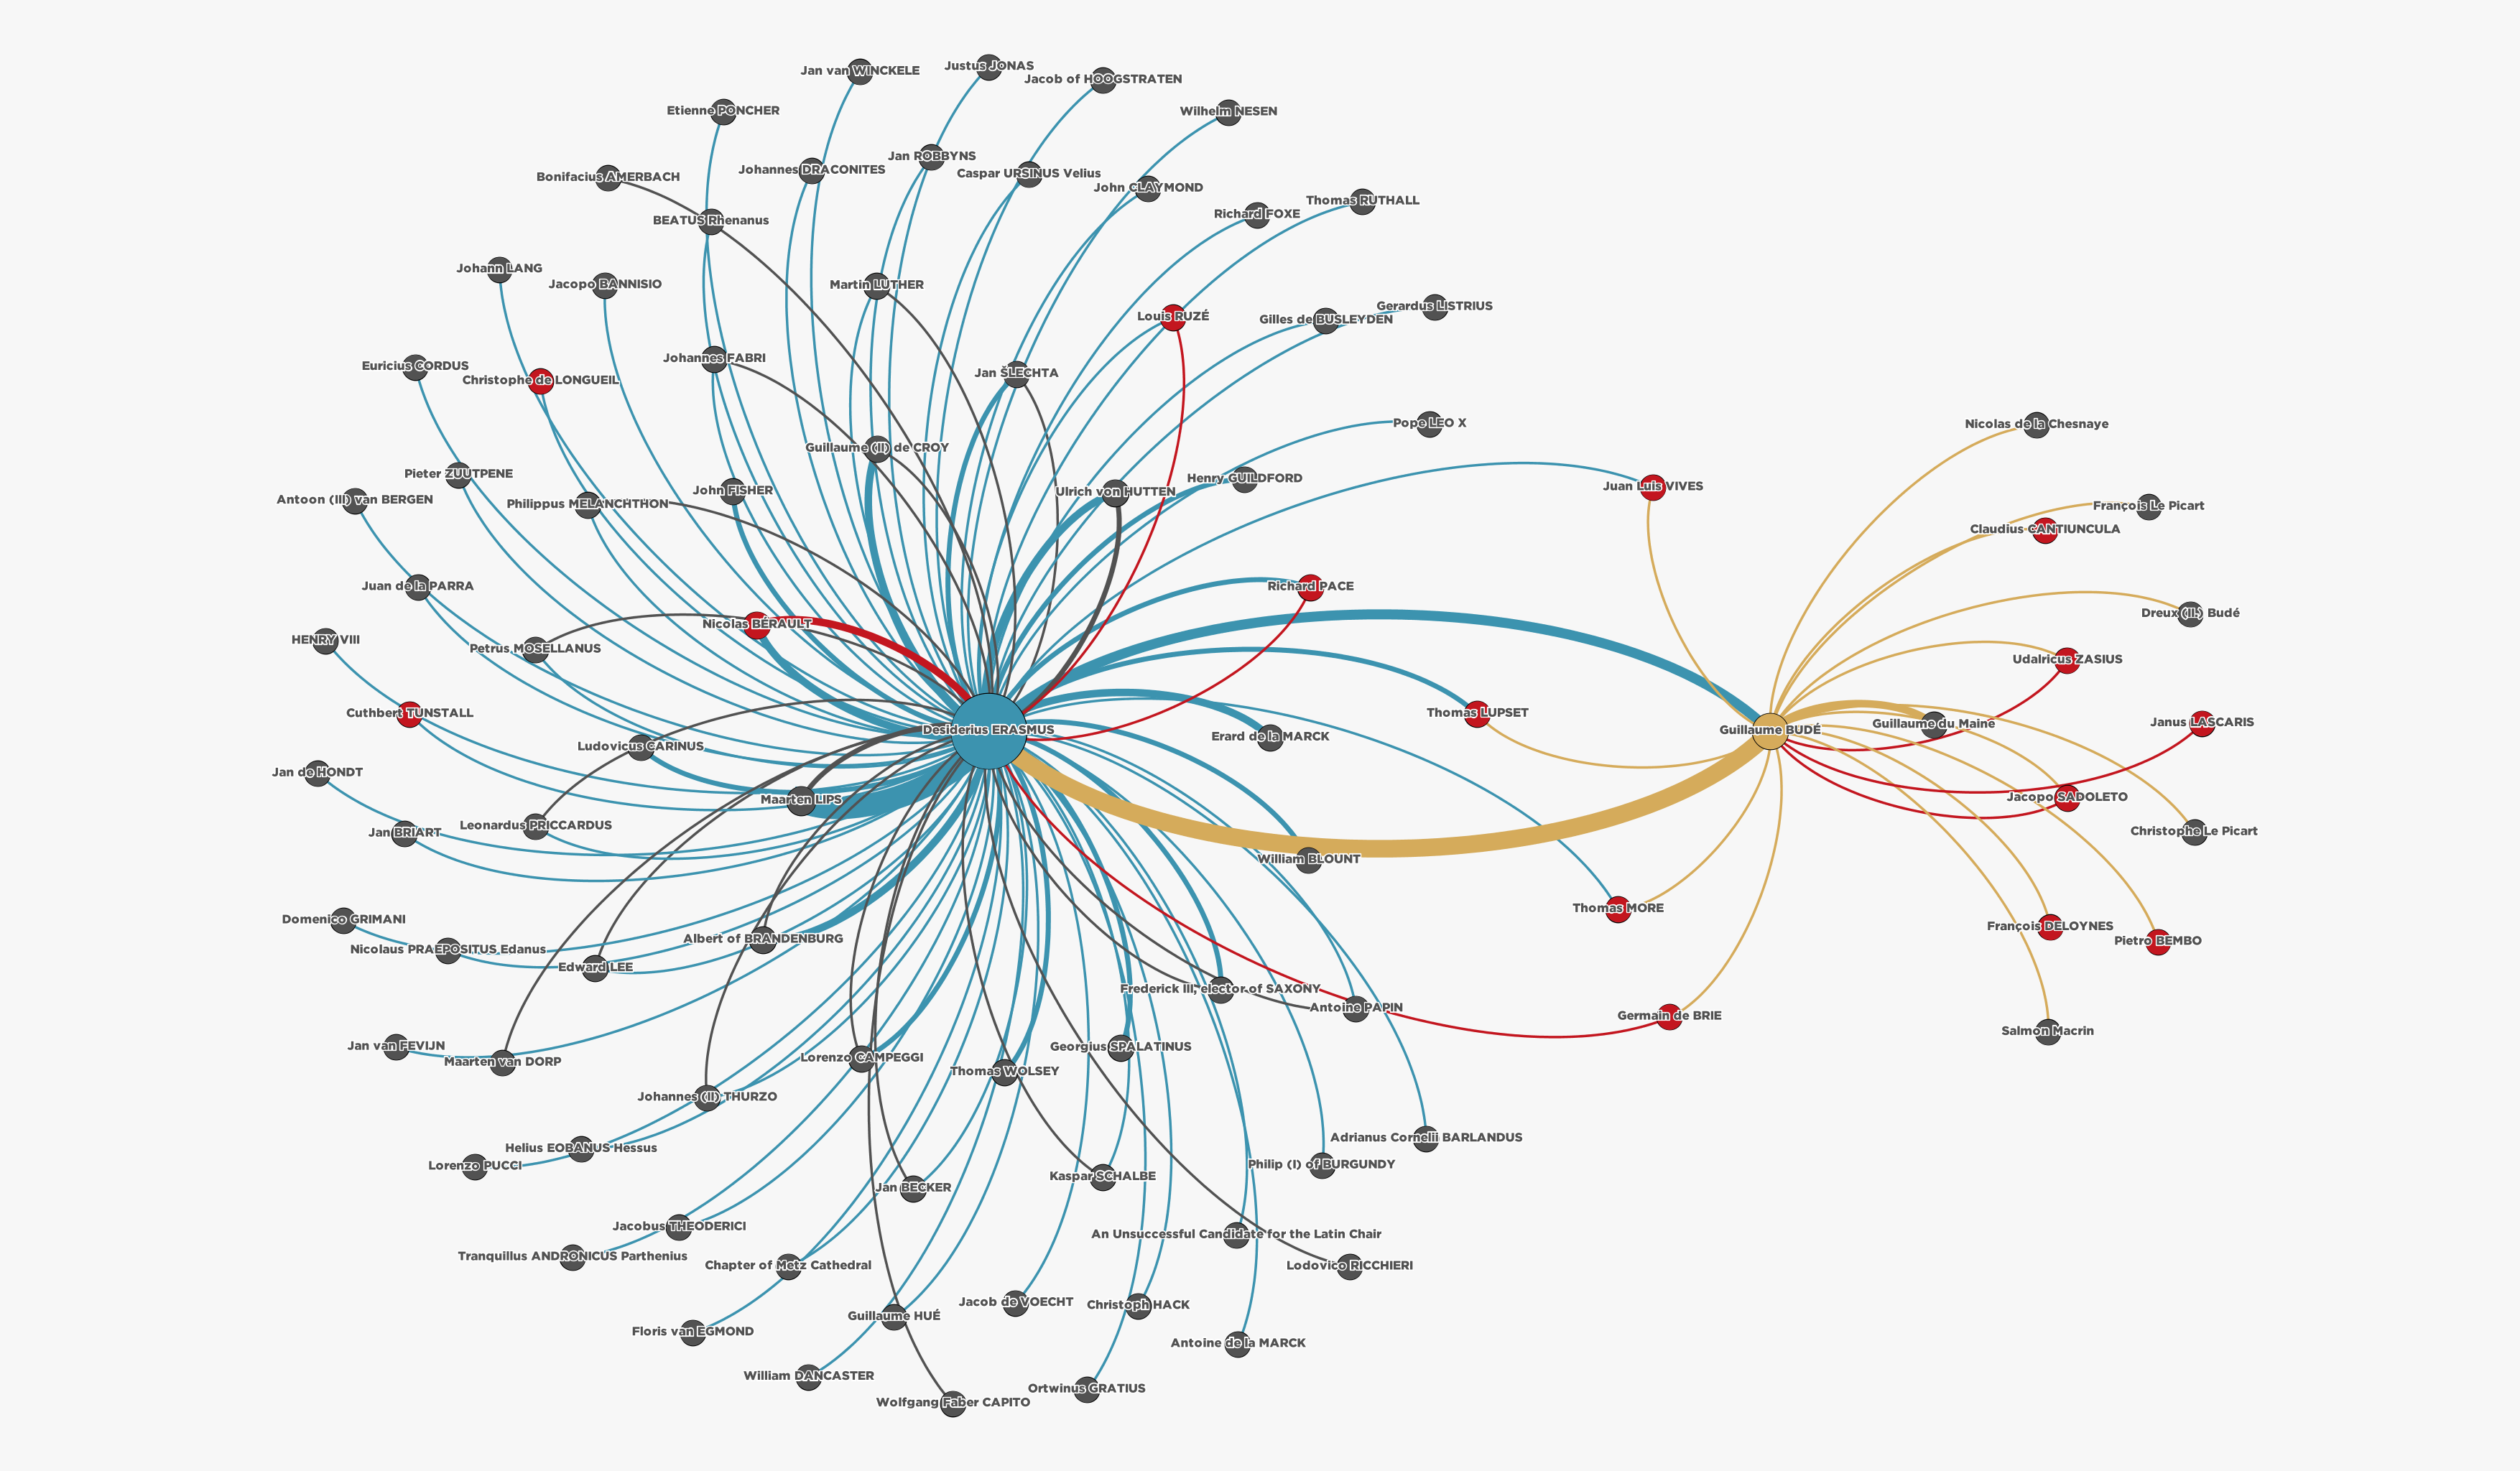 Justus JONAS
Jan van WINCKELE
Jacob of HOOGSTRATEN
Etienne PONCHER
Wilhelm NESEN
Jan ROBBYNS
Johannes DRACONITES
Caspar URSINUS Velius
Bonifacius AMERBACH
John CLAYMOND
Thomas RUTHALL
Richard FOXE
BEATUS Rhenanus
Johann LANG
Jacopo BANNISIO
Martin LUTHER
Gerardus LISTRIUS
Louis RUZÉ
Gilles de BUSLEYDEN
Johannes FABRI
Euricius CORDUS
Jan ŠLECHTA
Christophe de LONGUEIL
Pope LEO X
Nicolas de la Chesnaye
Guillaume (II) de CROY
Pieter ZUUTPENE
Henry GUILDFORD
Juan Luis VIVES
John FISHER
Ulrich von HUTTEN
Antoon (III) van BERGEN
Philippus MELANCHTHON
François Le Picart
Claudius CANTIUNCULA
Juan de la PARRA
Richard PACE
Dreux (II.) Budé
Nicolas BÉRAULT
HENRY VIII
Petrus MOSELLANUS
Udalricus ZASIUS
Cuthbert TUNSTALL
Thomas LUPSET
Janus LASCARIS
Guillaume du Maine
Desiderius ERASMUS
Guillaume BUDÉ
Erard de la MARCK
Ludovicus CARINUS
Jan de HONDT
Jacopo SADOLETO
Maarten LIPS
Leonardus PRICCARDUS
Christophe Le Picart
Jan BRIART
William BLOUNT
Thomas MORE
Domenico GRIMANI
François DELOYNES
Albert of BRANDENBURG
Pietro BEMBO
Nicolaus PRAEPOSITUS Edanus
Edward LEE
Frederick III, elector of SAXONY
Antoine PAPIN
Germain de BRIE
Salmon Macrin
Jan van FEVIJN
Georgius SPALATINUS
Lorenzo CAMPEGGI
Maarten van DORP
Thomas WOLSEY
Johannes (II) THURZO
Adrianus Cornelii BARLANDUS
Helius EOBANUS Hessus
Philip (I) of BURGUNDY
Lorenzo PUCCI
Kaspar SCHALBE
Jan BECKER
Jacobus THEODERICI
An Unsuccessful Candidate for the Latin Chair
Tranquillus ANDRONICUS Parthenius
Chapter of Metz Cathedral
Lodovico RICCHIERI
Jacob de VOECHT
Christoph HACK
Guillaume HUÉ
Floris van EGMOND
Antoine de la MARCK
William DANCASTER
Ortwinus GRATIUS
Wolfgang Faber CAPITO